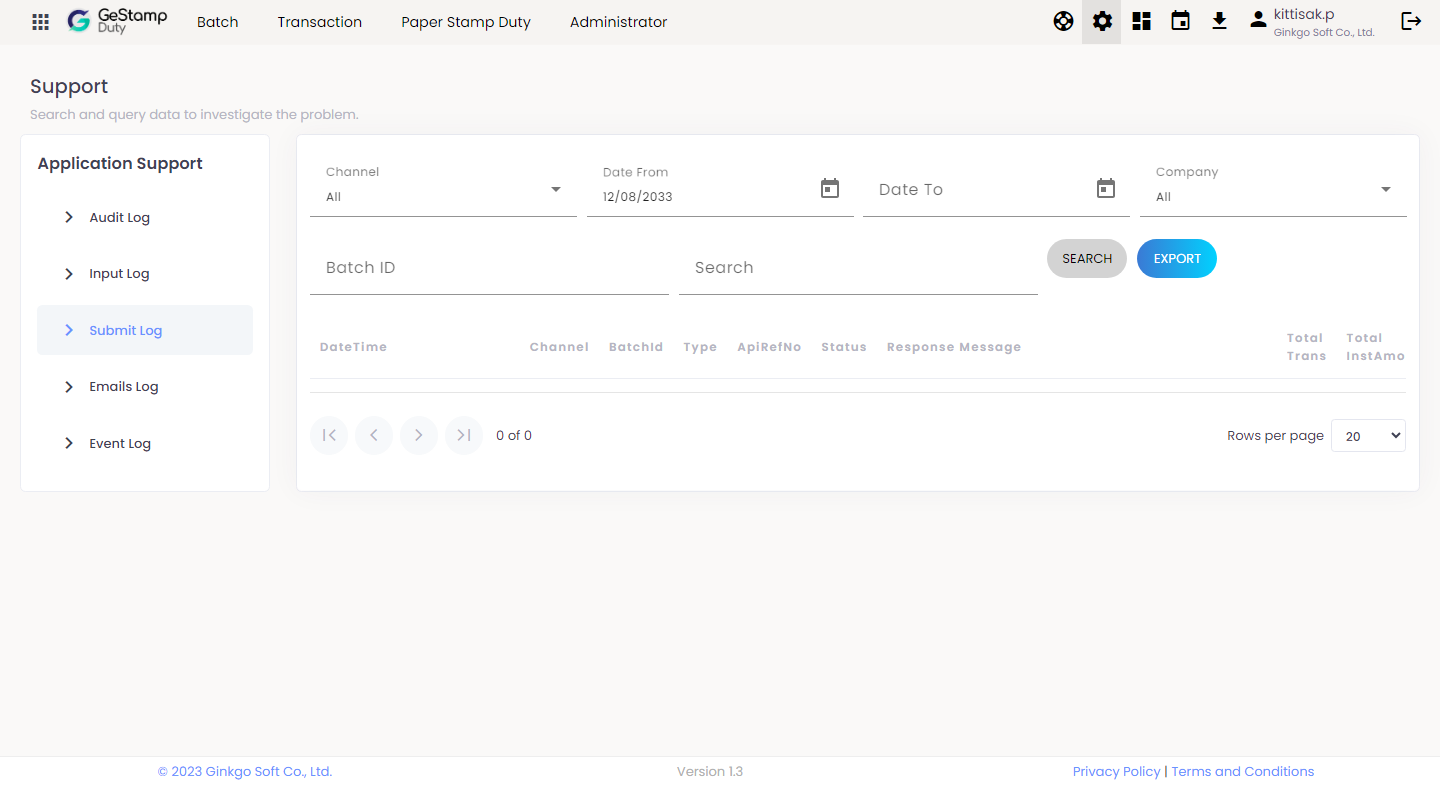 GeStamp
Duty
Batch
Transaction
Paper Stamp Duty
Administrator
kittisak.p
Ginkgo Soft Co., Ltd.
Support
Search and query data to investigate the problem.
Application Support
Audit Log
Input Log
Submit Log
Emails Log
Event Log
Channel
All
Date From
12/08/2033
Date To
Company
All
Batch ID
Search
SEARCH
EXPORT
DateTime
Channel
BatchId
Type
ApiRefNo
Status
Response Message
Total
Trans
Total
InstAmo
0 of 0
Rows per page
20
© 2023 Ginkgo Soft Co., Ltd.
Version 1.3
Privacy Policy | Terms and Conditions